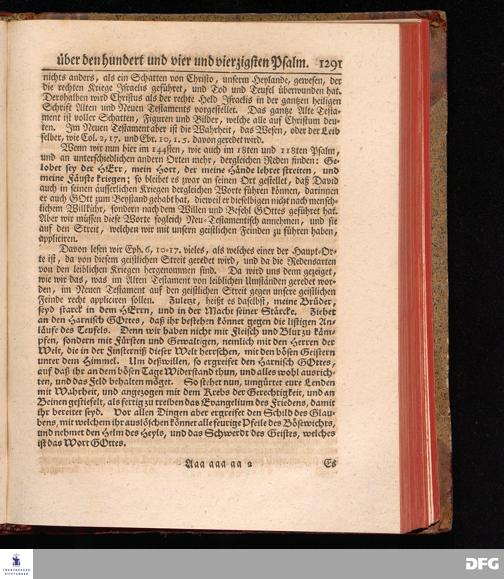 über den hundert und vier und vierzigsten Psalm. 1291
nichts anders, als ein Schatten von Christo, unserm Heylande, gewesen, der
die rechten Kriege Israelis geführet, und Tod und Teufel überwunden hat.
Derohalben wird Christus als der rechte Held Israelis in der gantzen heiligen
Schrift Alten und Neuen Testaments vorgestellet. Das gantze Alte Testa-
ment ist voller Schatten, Figuren und Bilder, welche alle auf Christum deu-
ten. Im Neuen Testament aber ist die Wahrheit, das Wesen, oder der Leib
selber, wie Col. 2, 17. und Ebr. 10, 1. 5. davon geredet wird.
Wenn wir nun hier im 144sten, wie auch im 18ten und 118ten Psalm,
und an unterschiedlichen andern Orten mehr, dergleichen Reden finden: Ge-
lobet sey der HErr, mein Hort, der meine Hände lehret streiten, und
meine Fäuste kriegen; so bleibet es zwar an seinen Ort gestellet, daß David
auch in seinen äusserlichen Kriegen dergleichen Worte führen können, darinnen
er auch GOtt zum Beystand gehabt hat, dieweil er dieselbigen nicht nach mensch-
lichem Willkühr, sondern nach dem Willen und Befehl GOttes geführet hat.
Aber wir müssen diese Worte sogleich Neu-Testamentisch annehmen, und sie
auf den Streit, welchen wir mit unsern geistlichen Feinden zu führen haben,
appliciren.
Davon lesen wir Eph. 6, 10-17. vieles, als welches einer der Haupt-Or-
te ist, da von diesem geistlichen Streit geredet wird, und da die Redensarten
von den leiblichen Kriegen hergenommen sind. Da wird uns denn gezeiget,
wie wir das, was im Alten Testament von leiblichen Umständen geredet wor-
den, im Neuen Testament auf den geistlichen Streit gegen unsere geistlichen
Feinde recht appliciren sollen. Zuletzt, heißt es daselbst, meine Brüder,
seyd starck in dem HErrn, und in der Macht seiner Stärcke. Ziehet
an den Harnisch GOttes, daß ihr bestehen könnet gegen die listigen An-
läufe des Teufels. Denn wir haben nicht mit Fleisch und Blut zu käm-
pfen, sondern mit Fürsten und Gewaltigen, nemlich mit den Herren der
Welt, die in der Finsterniß dieser Welt herrschen, mit den bösen Geistern
unter dem Himmel. Um deßwillen, so ergreifet den Harnisch GOttes,
auf daß ihr an dem bösen Tage Widerstand thun, und alles wohl ausrich-
ten, und das Feld behalten möget. So stehet nun, umgürtet eure Lenden
mit Wahrheit, und angezogen mit dem Krebs der Gerechtigkeit, und an
Beinen gestiefelt, als fertig zu treiben das Evangelium des Friedens, damit
ihr bereitet seyd. Vor allen Dingen aber ergreifet den Schild des Glau-
bens, mit welchem ihr auslöschen könnet alle feurige Pfeile des Bösewichts,
und nehmet den Helm des Heyls, und das Schwerdt des Geistes, welches
ist das Wort GOttes.
Aaa aaa aa 2 Es
FRANCKESCHE
STIFTUNGEN
DFG